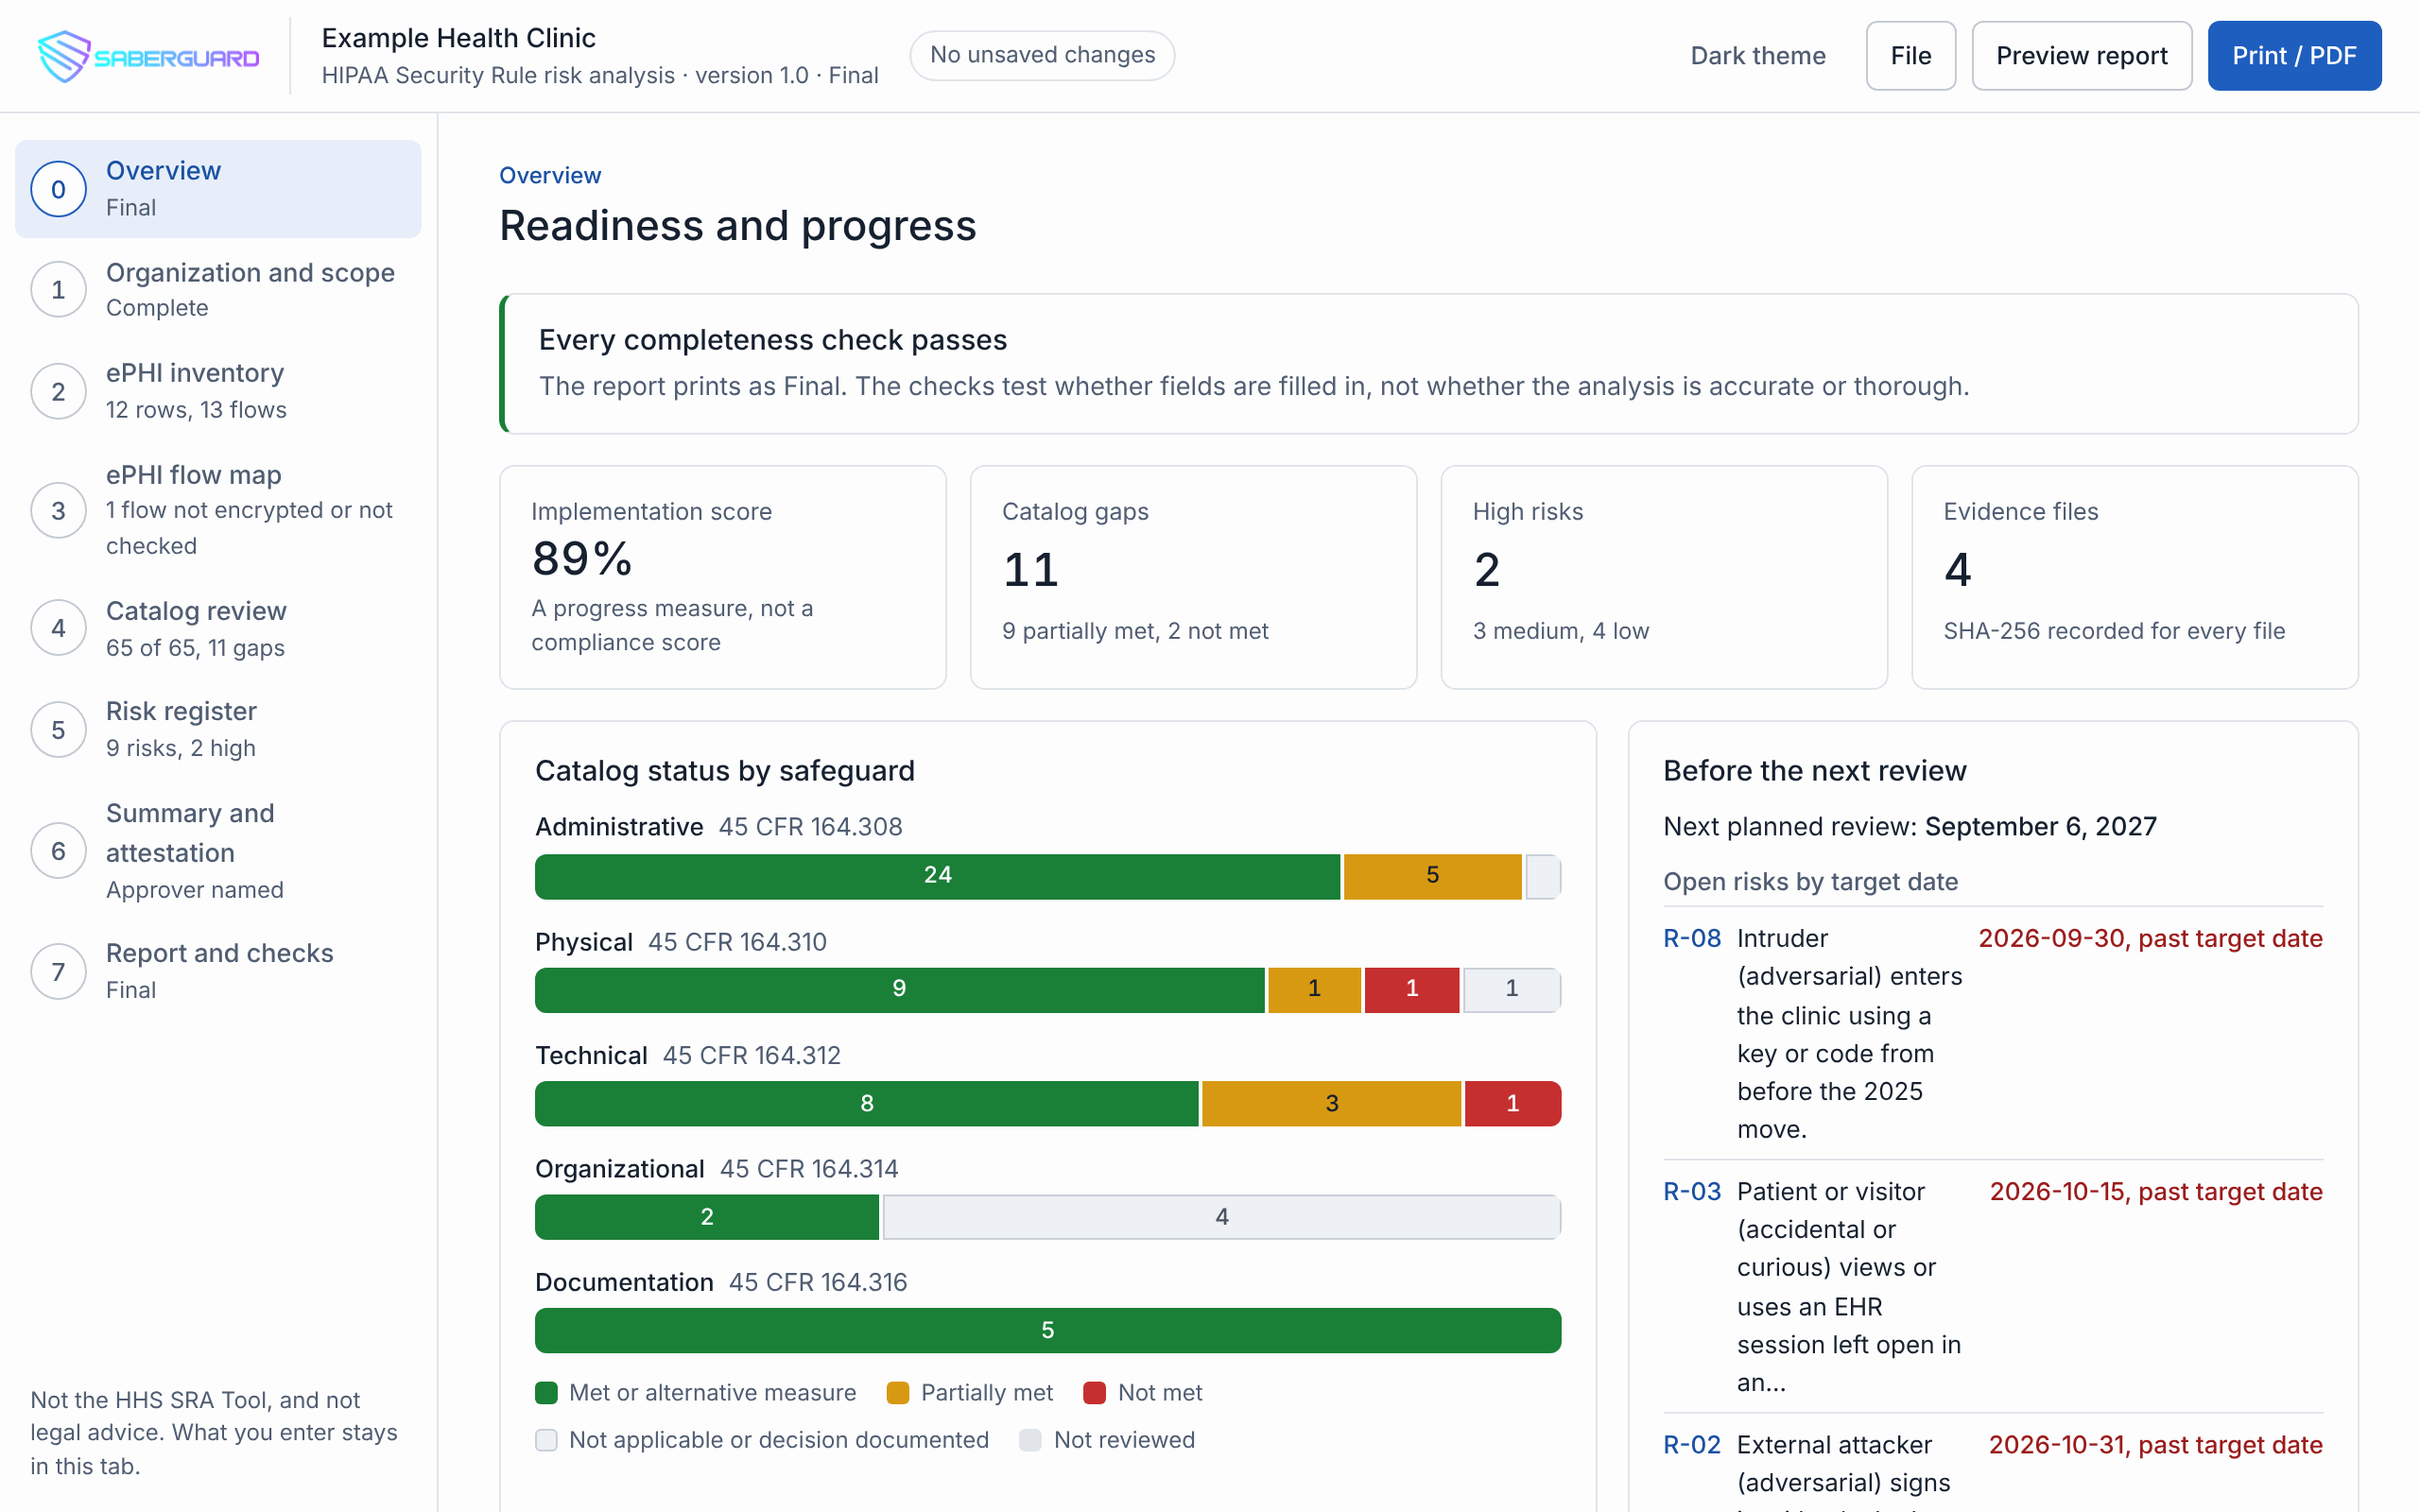 SABERGUARD
Example Health Clinic
HIPAA Security Rule risk analysis · version 1.0 · Final
No unsaved changes
Dark theme
File
Preview report
Print / PDF
0
Overview
Final
1
Organization and scope
Complete
2
ePHI inventory
12 rows, 13 flows
3
ePHI flow map
1 flow not encrypted or not
checked
4
Catalog review
65 of 65, 11 gaps
5
Risk register
9 risks, 2 high
6
Summary and
attestation
Approver named
7
Report and checks
Final
Not the HHS SRA Tool, and not
legal advice. What you enter stays
in this tab.
Overview
Readiness and progress
Every completeness check passes
The report prints as Final. The checks test whether fields are filled in, not whether the analysis is accurate or thorough.
Implementation score
89%
A progress measure, not a
compliance score
Catalog gaps
11
9 partially met, 2 not met
High risks
2
3 medium, 4 low
Evidence files
4
SHA-256 recorded for every file
Catalog status by safeguard
Administrative 45 CFR 164.308
24 5
Physical 45 CFR 164.310
9 1 1 1
Technical 45 CFR 164.312
8 3 1
Organizational 45 CFR 164.314
2 4
Documentation 45 CFR 164.316
5
Met or alternative measure Partially met Not met
Not applicable or decision documented Not reviewed
Before the next review
Next planned review: September 6, 2027
Open risks by target date
R-08 Intruder 2026-09-30, past target date
(adversarial) enters
the clinic using a
key or code from
before the 2025
move.
R-03 Patient or visitor 2026-10-15, past target date
(accidental or
curious) views or
uses an EHR
session left open in
an...
R-02 External attacker 2026-10-31, past target date
(adversarial) signs